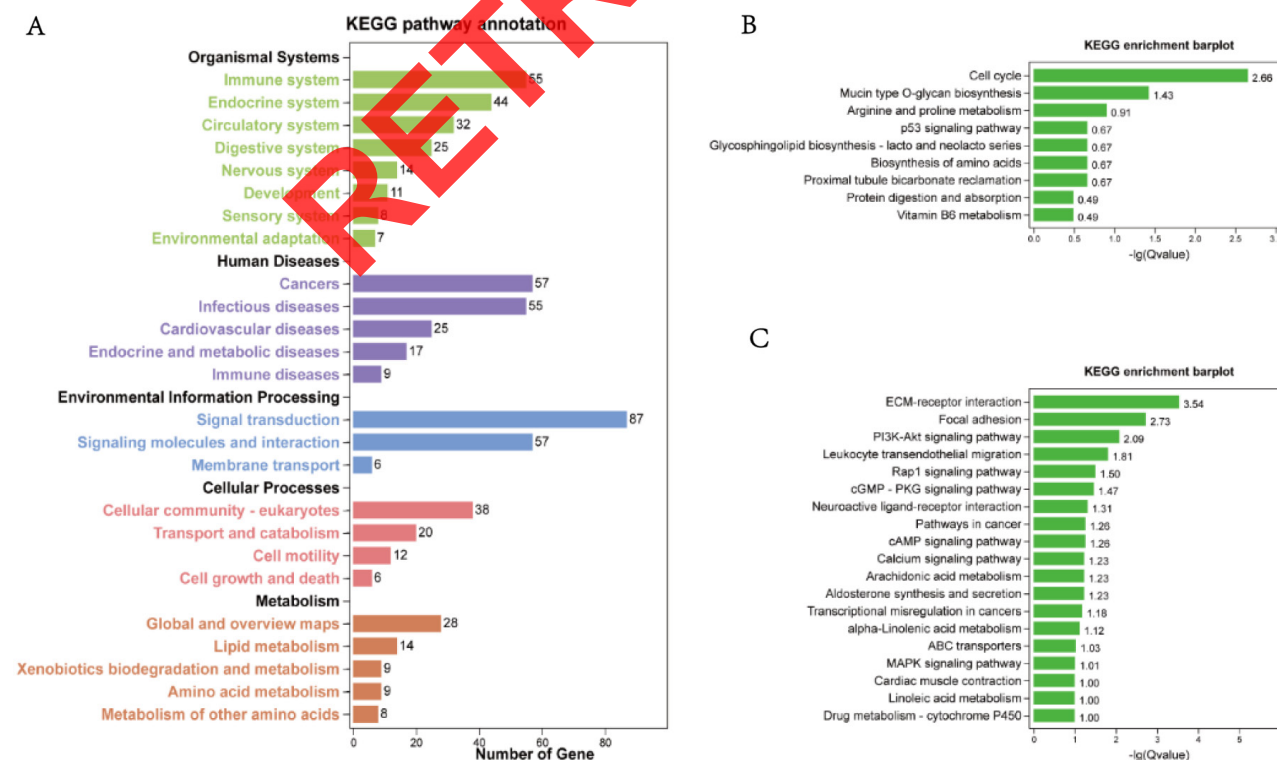 A
KEGG pathway annotation
Organismal Systems
Immune system 55
Endocrine system 44
Circulatory system 32
Digestive system 25
Nervous system 14
Development 11
Sensory system 8
Environmental adaptation 7
Human Diseases
Cancers 57
Infectious diseases 55
Cardiovascular diseases 25
Endocrine and metabolic diseases 17
Immune diseases 9
Environmental Information Processing
Signal transduction 87
Signaling molecules and interaction 57
Membrane transport 6
Cellular Processes
Cellular community - eukaryotes 38
Transport and catabolism 20
Cell motility 12
Cell growth and death 6
Metabolism
Global and overview maps 28
Lipid metabolism 14
Xenobiotics biodegradation and metabolism 9
Amino acid metabolism 9
Metabolism of other amino acids 8
0 20 40 60 80
Number of Gene
RETR
B
KEGG enrichment barplot
Cell cycle 2.66
Mucin type O-glycan biosynthesis 1.43
Arginine and proline metabolism 0.91
p53 signaling pathway 0.67
Glycosphingolipid biosynthesis - lacto and neolacto series 0.67
Biosynthesis of amino acids 0.67
Proximal tubule bicarbonate reclamation 0.67
Protein digestion and absorption 0.49
Vitamin B6 metabolism 0.49
0.0 0.5 1.0 1.5 2.0 2.5 3.
-lg(Qvalue)
C
KEGG enrichment barplot
ECM-receptor interaction 3.54
Focal adhesion 2.73
PI3K-Akt signaling pathway 2.09
Leukocyte transendothelial migration 1.81
Rap1 signaling pathway 1.50
cGMP - PKG signaling pathway 1.47
Neuroactive ligand-receptor interaction 1.31
Pathways in cancer 1.26
cAMP signaling pathway 1.26
Calcium signaling pathway 1.23
Arachidonic acid metabolism 1.23
Aldosterone synthesis and secretion 1.23
Transcriptional misregulation in cancers 1.18
alpha-Linolenic acid metabolism 1.12
ABC transporters 1.03
MAPK signaling pathway 1.01
Cardiac muscle contraction 1.00
Linoleic acid metabolism 1.00
Drug metabolism - cytochrome P450 1.00
0 1 2 3 4 5
-lg(Qvalue)